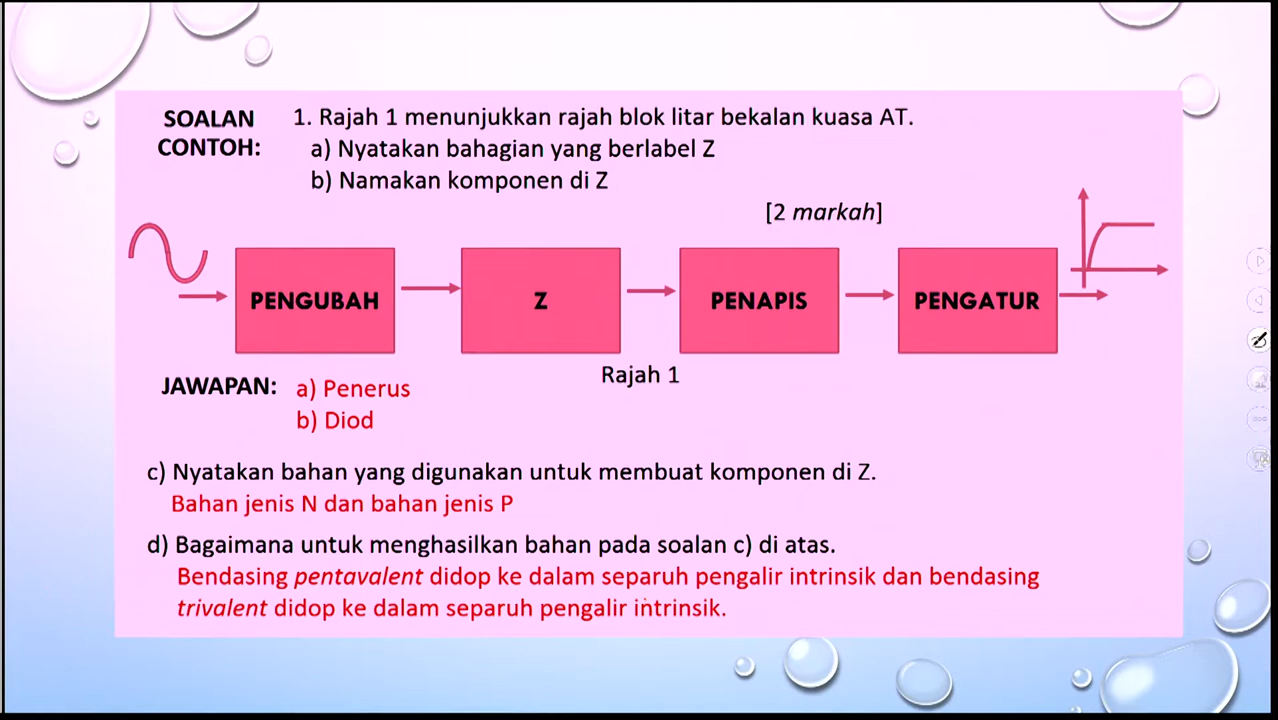 SOALAN CONTOH:
1. Rajah 1 menunjukkan rajah blok litar bekalan kuasa AT.
a) Nyatakan bahagian yang berlabel Z
b) Namakan komponen di Z
[2 markah]
PENGUBAH
Z
PENAPIS
PENGATUR
Rajah 1
JAWAPAN:
a) Penerus
b) Diod
c) Nyatakan bahan yang digunakan untuk membuat komponen di Z.
Bahan jenis N dan bahan jenis P
d) Bagaimana untuk menghasilkan bahan pada soalan c) di atas.
Bendasing pentavalent didop ke dalam separuh pengalir intrinsik dan bendasing
trivalent didop ke dalam separuh pengalir intrinsik.